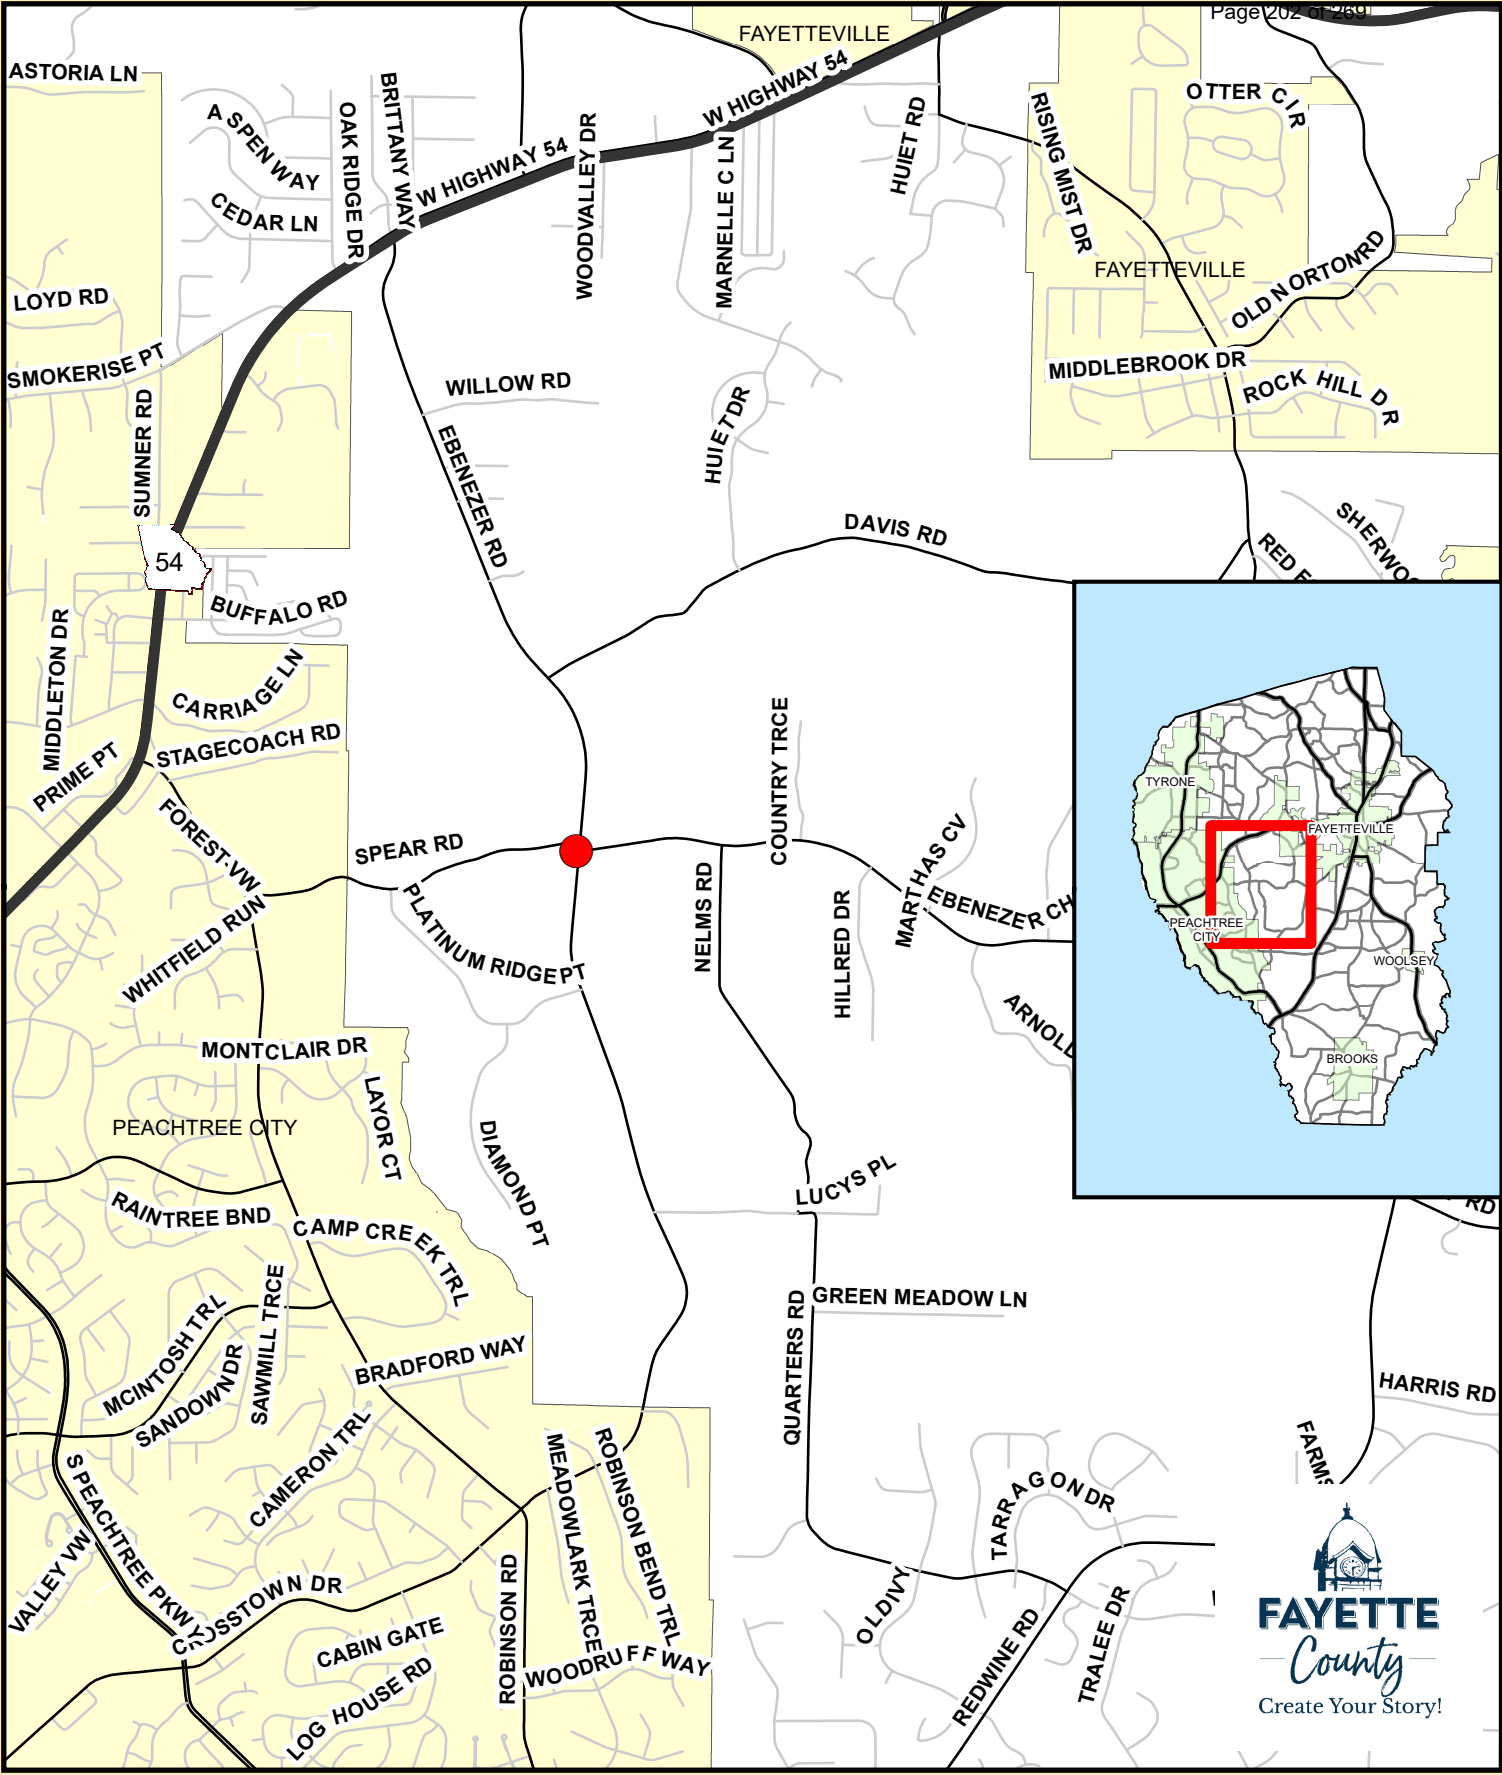 Page 202 of 269
FAYETTEVILLE
ASTORIA LN
W HIGHWAY 54
OTTER CIR
ASPEN WAY
OAK RIDGE DR
BRITTANY WAY
W HIGHWAY 54
WOODVALLEY DR
MARNELLE C LN
HUIET RD
RISING MIST DR
CEDAR LN
FAYETTEVILLE
OLD NORTON RD
LOYD RD
SMOKERISE PT
MIDDLEBROOK DR
ROCK HILL DR
WILLOW RD
SUMNER RD
EBENEZER RD
HUIET DR
DAVIS RD
SHERWOO
RED F
54
BUFFALO RD
MIDDLETON DR
CARRIAGE LN
STAGECOACH RD
PRIME PT
COUNTRY TRCE
TYRONE
FAYETTEVILLE
PEACHTREE
CITY
WOOLSEY
BROOKS
FOREST VW
SPEAR RD
MARTHAS CV
NELMS RD
HILLRED DR
EBENEZER CH
PLATINUM RIDGE PT
WHITFIELD RUN
ARNOLD
MONTCLAIR DR
LAYOR CT
PEACHTREE CITY
DIAMOND PT
LUCYS PL
RD
RAINTREE BND
CAMP CREEK TRL
GREEN MEADOW LN
QUARTERS RD
MCINTOSH TRL
SANDOWN DR
SAWMILL TRCE
BRADFORD WAY
HARRIS RD
CAMERON TRL
FARMS
S PEACHTREE PKWY
MEADOWLARK TRCE
ROBINSON BEND TRL
TARRAGON DR
VALLEY VW
CROSSTOWN DR
OLD IVY
ROBINSON RD
CABIN GATE
WOODRUFF WAY
REDWINE RD
TRALEE DR
LOG HOUSE RD
FAYETTE
County
Create Your Story!